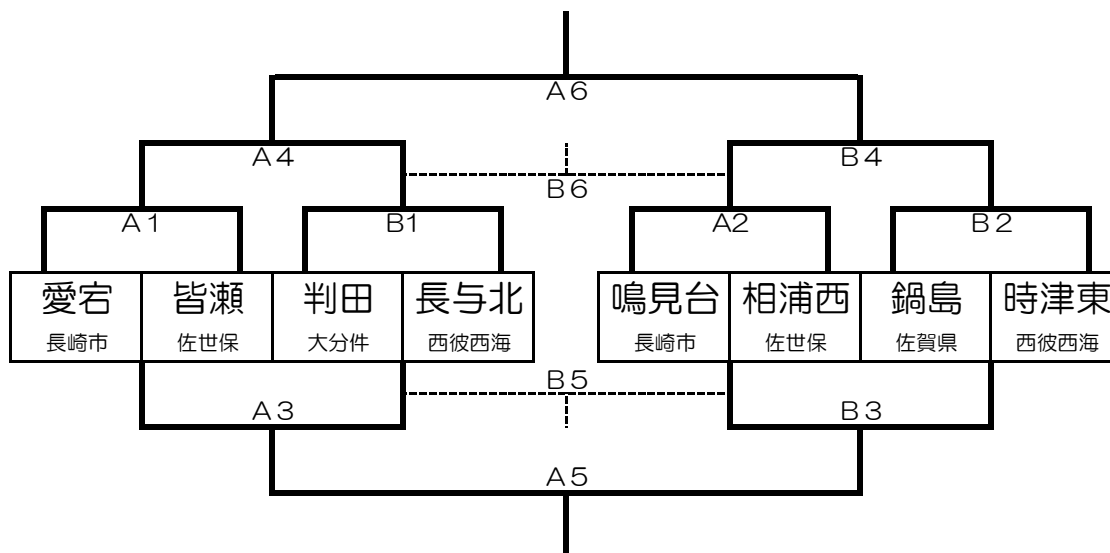 A6
A4 B4
B6
A1 B1 A2 B2
愛宕 皆瀬 判田 長与北 鳴見台 相浦西 鍋島 時津東
長崎市 佐世保 大分件 西彼西海 長崎市 佐世保 佐賀県 西彼西海
B5
A3 B3
A5